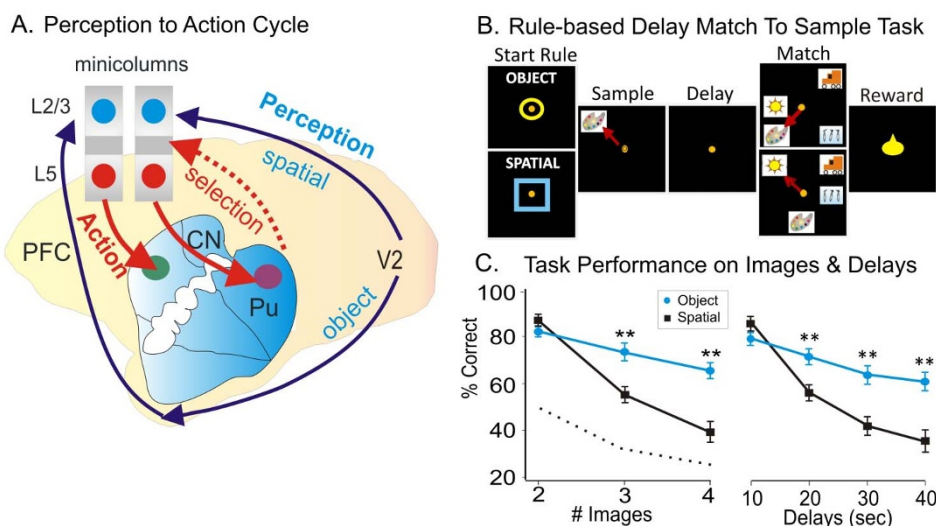 A. Perception to Action Cycle
minicolumns
L2/3
L5
Perception
spatial
selection
Action
PFC
CN
Pu
V2
object
B. Rule-based Delay Match To Sample Task
Start Rule
OBJECT
SPATIAL
Sample
Delay
Match
Reward
C. Task Performance on Images & Delays
% Correct
100
80
60
40
20
Object
Spatial
** **
2 3 4
# Images
** ** **
10 20 30 40
Delays (sec)